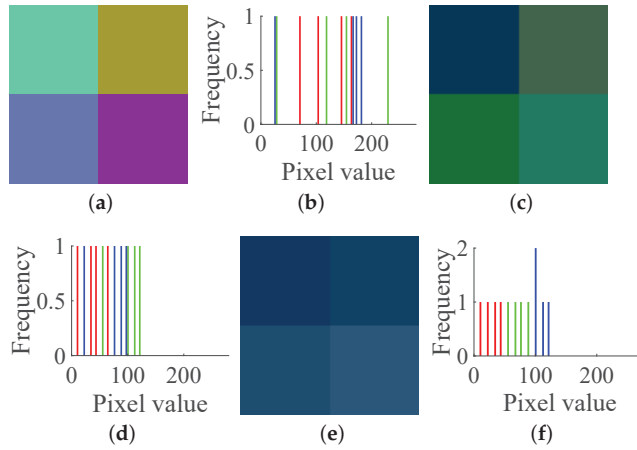 Frequency
1
0.5
0
0 100 200
Pixel value
(a) (b) (c)
Frequency
1
0.5
0
0 100 200
Pixel value
Frequency
2
1
0
0 100 200
Pixel value
(d) (e) (f)